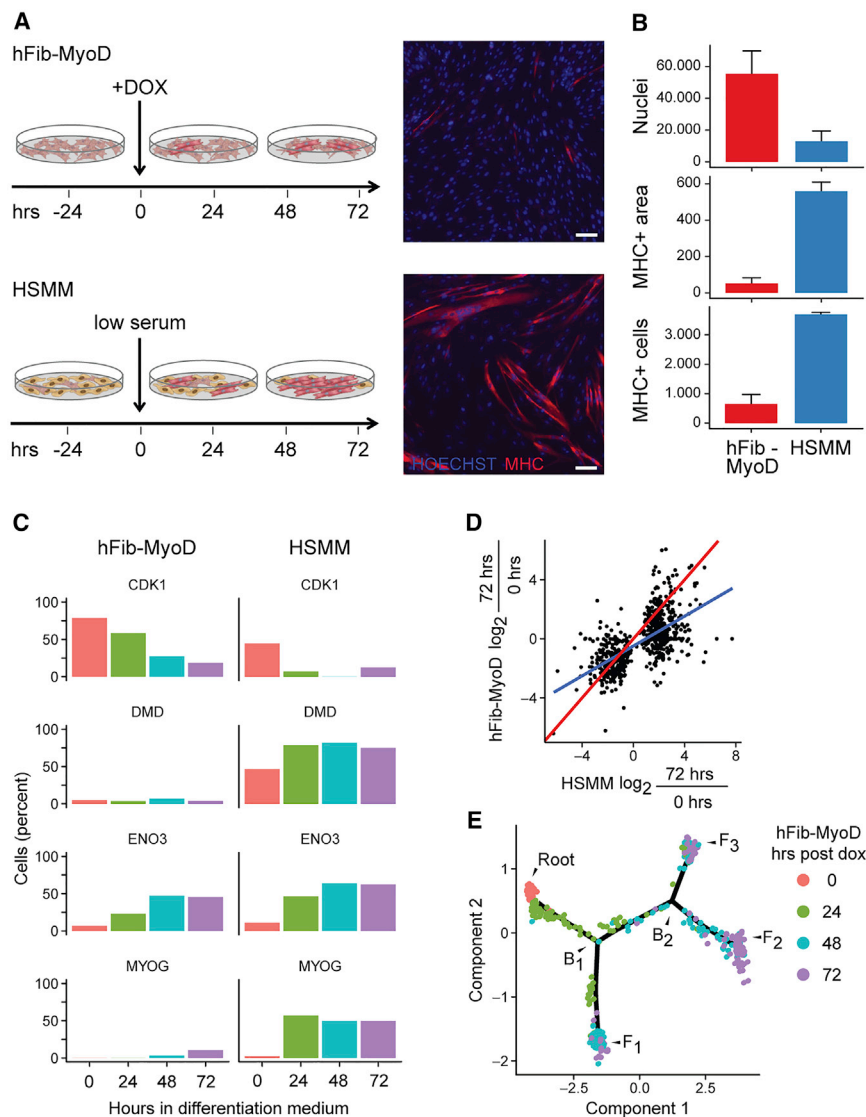 A
hFib-MyoD
+DOX
hrs -24 0 24 48 72
HSMM
low serum
hrs -24 0 24 48 72
HOECHST MHC
B
Nuclei
60.000
20.000
0
MHC+ area
600
400
200
0
MHC+ cells
3.000
1.000
0
hFib - MyoD
HSMM
C
hFib-MyoD HSMM
Cells (percent)
CDK1 CDK1
100
50
0
DMD DMD
100
50
0
ENO3 ENO3
100
50
0
MYOG MYOG
100
50
0
0 24 48 72 0 24 48 72
Hours in differentiation medium
D
hFib-MyoD log2 72 hrs / 0 hrs
4
0
−4
−4 0 4 8
HSMM log2 72 hrs / 0 hrs
E
Component 2
1
0
−1
−2
Root
B1
B2
F1
F2
F3
−2.5 0.0 2.5
Component 1
hFib-MyoD
hrs post dox
0
24
48
72